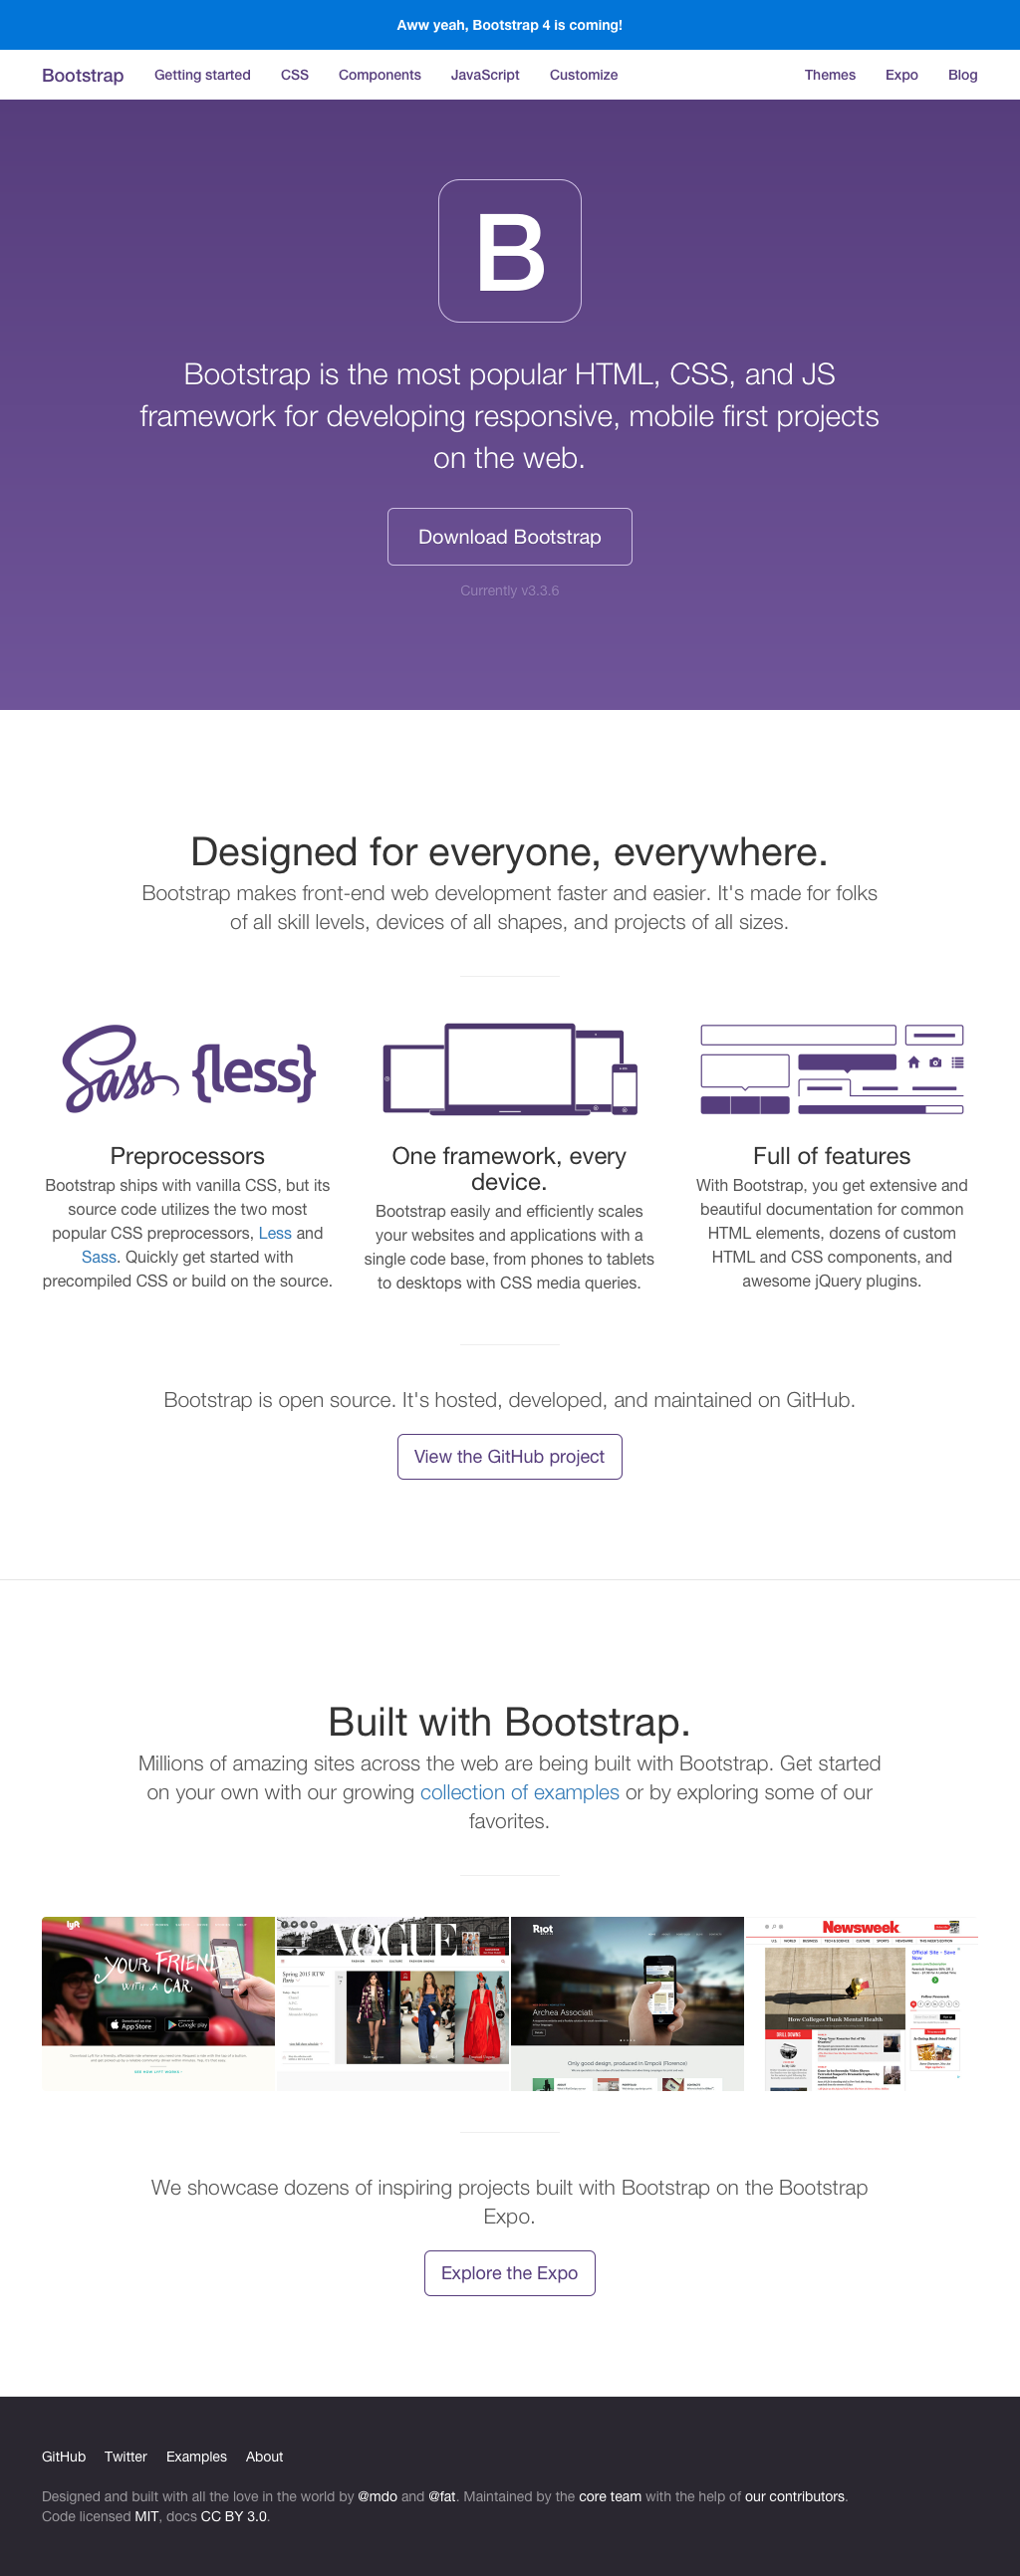 Aww yeah, Bootstrap 4 is coming!
Bootstrap Getting started CSS Components JavaScript Customize Themes Expo Blog
B
Bootstrap is the most popular HTML, CSS, and JS
framework for developing responsive, mobile first projects
on the web.
Download Bootstrap
Currently v3.3.6
Designed for everyone, everywhere.
Bootstrap makes front-end web development faster and easier. It's made for folks
of all skill levels, devices of all shapes, and projects of all sizes.
Sass {less}
Preprocessors
Bootstrap ships with vanilla CSS, but its
source code utilizes the two most
popular CSS preprocessors, Less and
Sass. Quickly get started with
precompiled CSS or build on the source.
One framework, every
device.
Bootstrap easily and efficiently scales
your websites and applications with a
single code base, from phones to tablets
to desktops with CSS media queries.
Full of features
With Bootstrap, you get extensive and
beautiful documentation for common
HTML elements, dozens of custom
HTML and CSS components, and
awesome jQuery plugins.
Bootstrap is open source. It's hosted, developed, and maintained on GitHub.
View the GitHub project
Built with Bootstrap.
Millions of amazing sites across the web are being built with Bootstrap. Get started
on your own with our growing collection of examples or by exploring some of our
favorites.
lyft
YOUR FRIEND
WITH A CAR
App Store
Google play
VOGUE
Spring 2015 RTW
Riot
Archea Associati
Only good design, produced in Empoli (Florence)
Newsweek
How Colleges Flunk Mental Health
We showcase dozens of inspiring projects built with Bootstrap on the Bootstrap
Expo.
Explore the Expo
GitHub Twitter Examples About
Designed and built with all the love in the world by @mdo and @fat. Maintained by the core team with the help of our contributors.
Code licensed MIT, docs CC BY 3.0.